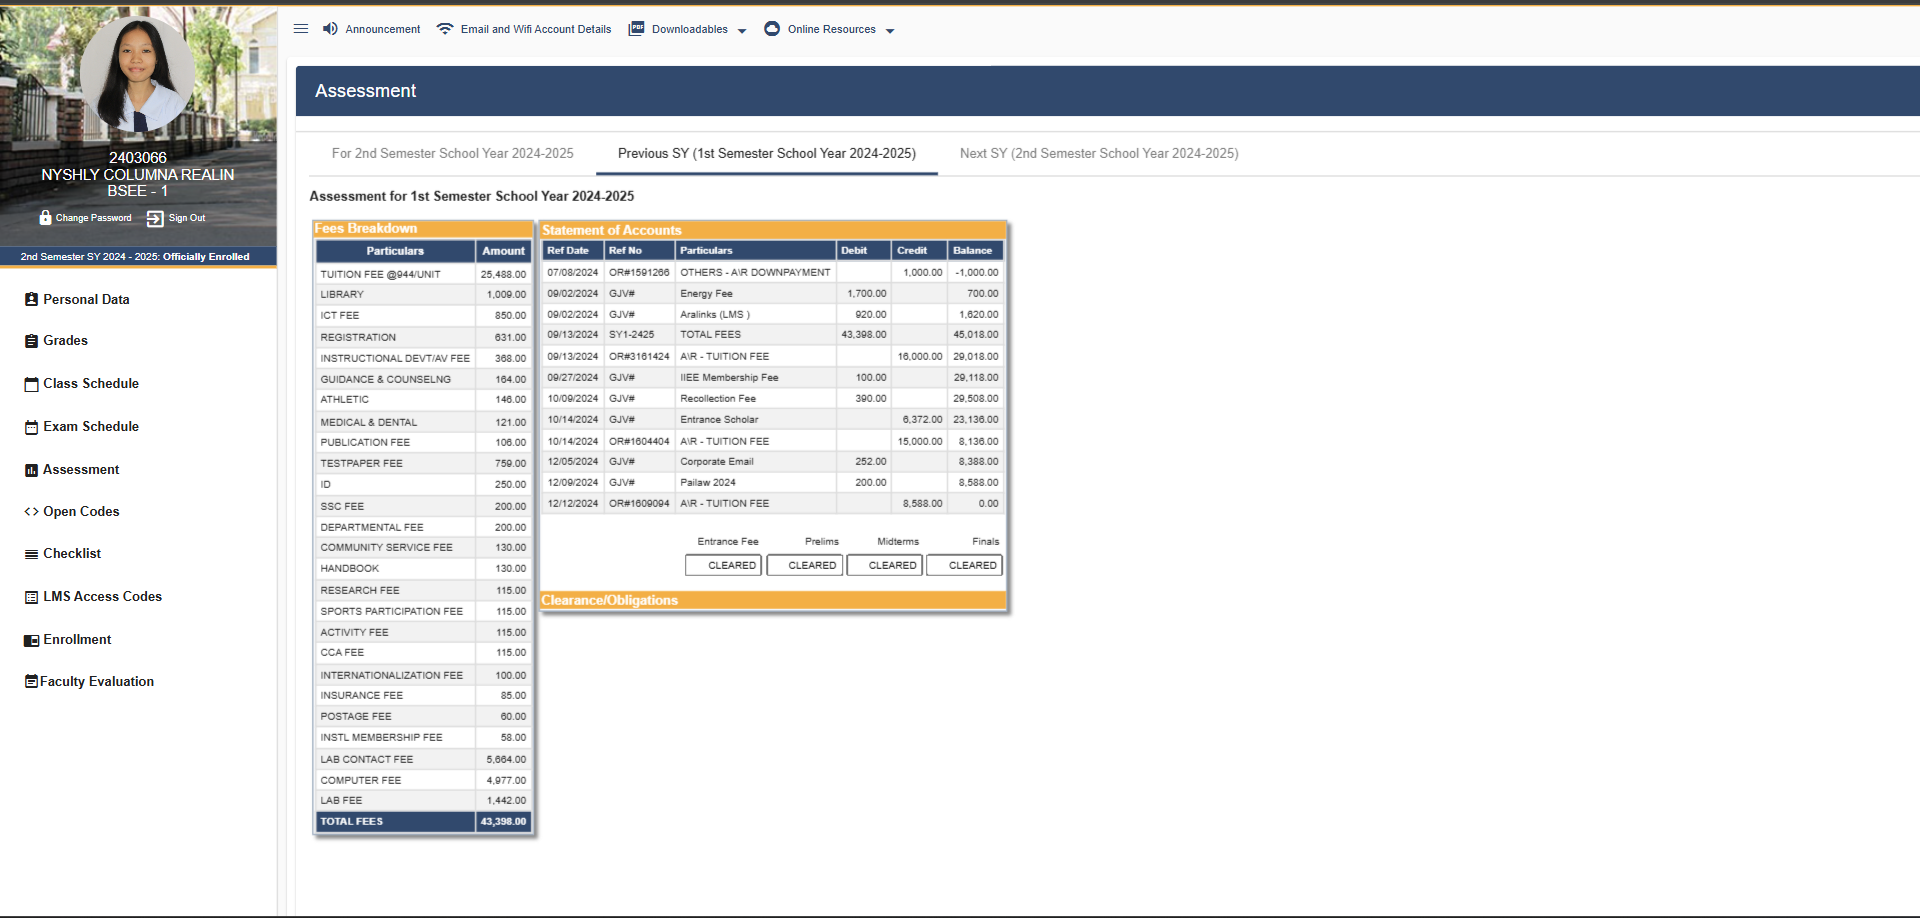 Announcement
Email and Wifi Account Details
Downloadables
Online Resources
2403066
NYSHLY COLUMNA REALIN
BSEE - 1
Change Password Sign Out
2nd Semester SY 2024 - 2025: Officially Enrolled
Personal Data
Grades
Class Schedule
Exam Schedule
Assessment
Open Codes
Checklist
LMS Access Codes
Enrollment
Faculty Evaluation
Assessment
For 2nd Semester School Year 2024-2025 Previous SY (1st Semester School Year 2024-2025) Next SY (2nd Semester School Year 2024-2025)
Assessment for 1st Semester School Year 2024-2025
Fees Breakdown
Particulars Amount
TUITION FEE @944/UNIT 25,488.00
LIBRARY 1,009.00
ICT FEE 850.00
REGISTRATION 631.00
INSTRUCTIONAL DEVT/AV FEE 368.00
GUIDANCE & COUNSELNG 164.00
ATHLETIC 146.00
MEDICAL & DENTAL 121.00
PUBLICATION FEE 106.00
TESTPAPER FEE 759.00
ID 250.00
SSC FEE 200.00
DEPARTMENTAL FEE 200.00
COMMUNITY SERVICE FEE 130.00
HANDBOOK 130.00
RESEARCH FEE 115.00
SPORTS PARTICIPATION FEE 115.00
ACTIVITY FEE 115.00
CCA FEE 115.00
INTERNATIONALIZATION FEE 100.00
INSURANCE FEE 85.00
POSTAGE FEE 60.00
INSTL MEMBERSHIP FEE 58.00
LAB CONTACT FEE 5,664.00
COMPUTER FEE 4,977.00
LAB FEE 1,442.00
TOTAL FEES 43,398.00
Statement of Accounts
Ref Date Ref No Particulars Debit Credit Balance
07/08/2024 OR#1591266 OTHERS - A\R DOWNPAYMENT 1,000.00 -1,000.00
09/02/2024 GJV# Energy Fee 1,700.00 700.00
09/02/2024 GJV# Aralinks (LMS ) 920.00 1,620.00
09/13/2024 SY1-2425 TOTAL FEES 43,398.00 45,018.00
09/13/2024 OR#3161424 A\R - TUITION FEE 16,000.00 29,018.00
09/27/2024 GJV# IIEE Membership Fee 100.00 29,118.00
10/09/2024 GJV# Recollection Fee 390.00 29,508.00
10/14/2024 GJV# Entrance Scholar 6,372.00 23,136.00
10/14/2024 OR#1604404 A\R - TUITION FEE 15,000.00 8,136.00
12/05/2024 GJV# Corporate Email 252.00 8,388.00
12/09/2024 GJV# Pailaw 2024 200.00 8,588.00
12/12/2024 OR#1609094 A\R - TUITION FEE 8,588.00 0.00
Entrance Fee Prelims Midterms Finals
CLEARED CLEARED CLEARED CLEARED
Clearance/Obligations